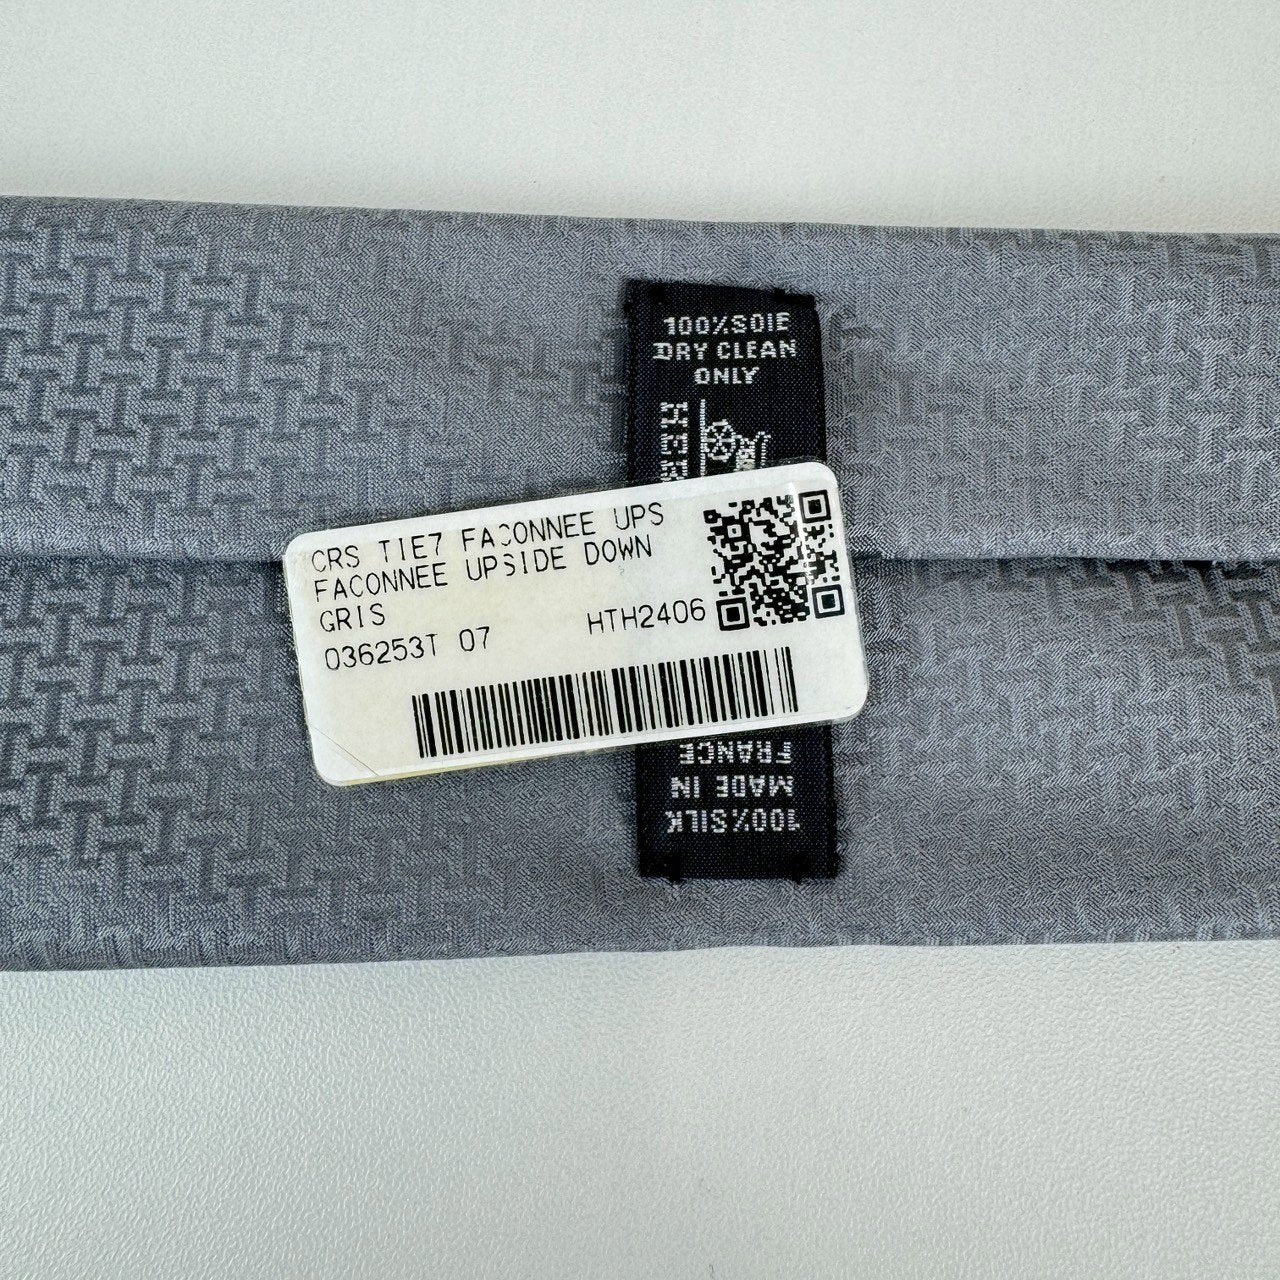 100%SOIE
DRY CLEAN
ONLY
CRS TIE7 FACONNEE UPS
FACONNEE UPSIDE DOWN
GRIS
036253T 07
HTH2406
FRANCE
MADE IN
100%SILK